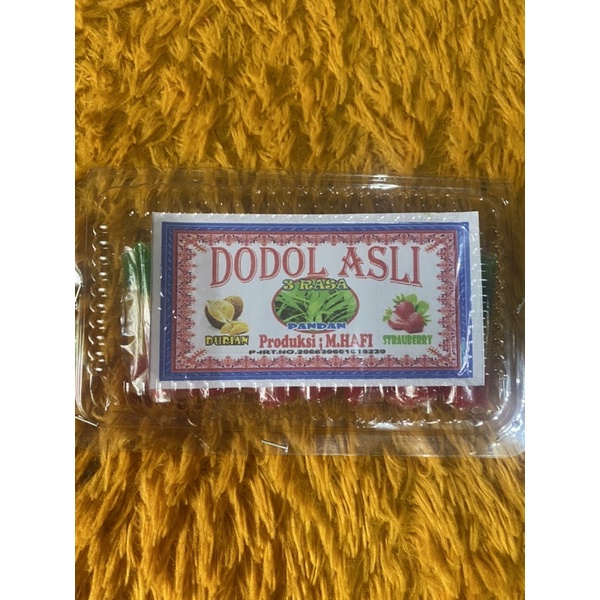 DODOL ASLI
3 RASA
DURIAN
PANDAN
STRAUBERRY
Produksi ; M.HAFI